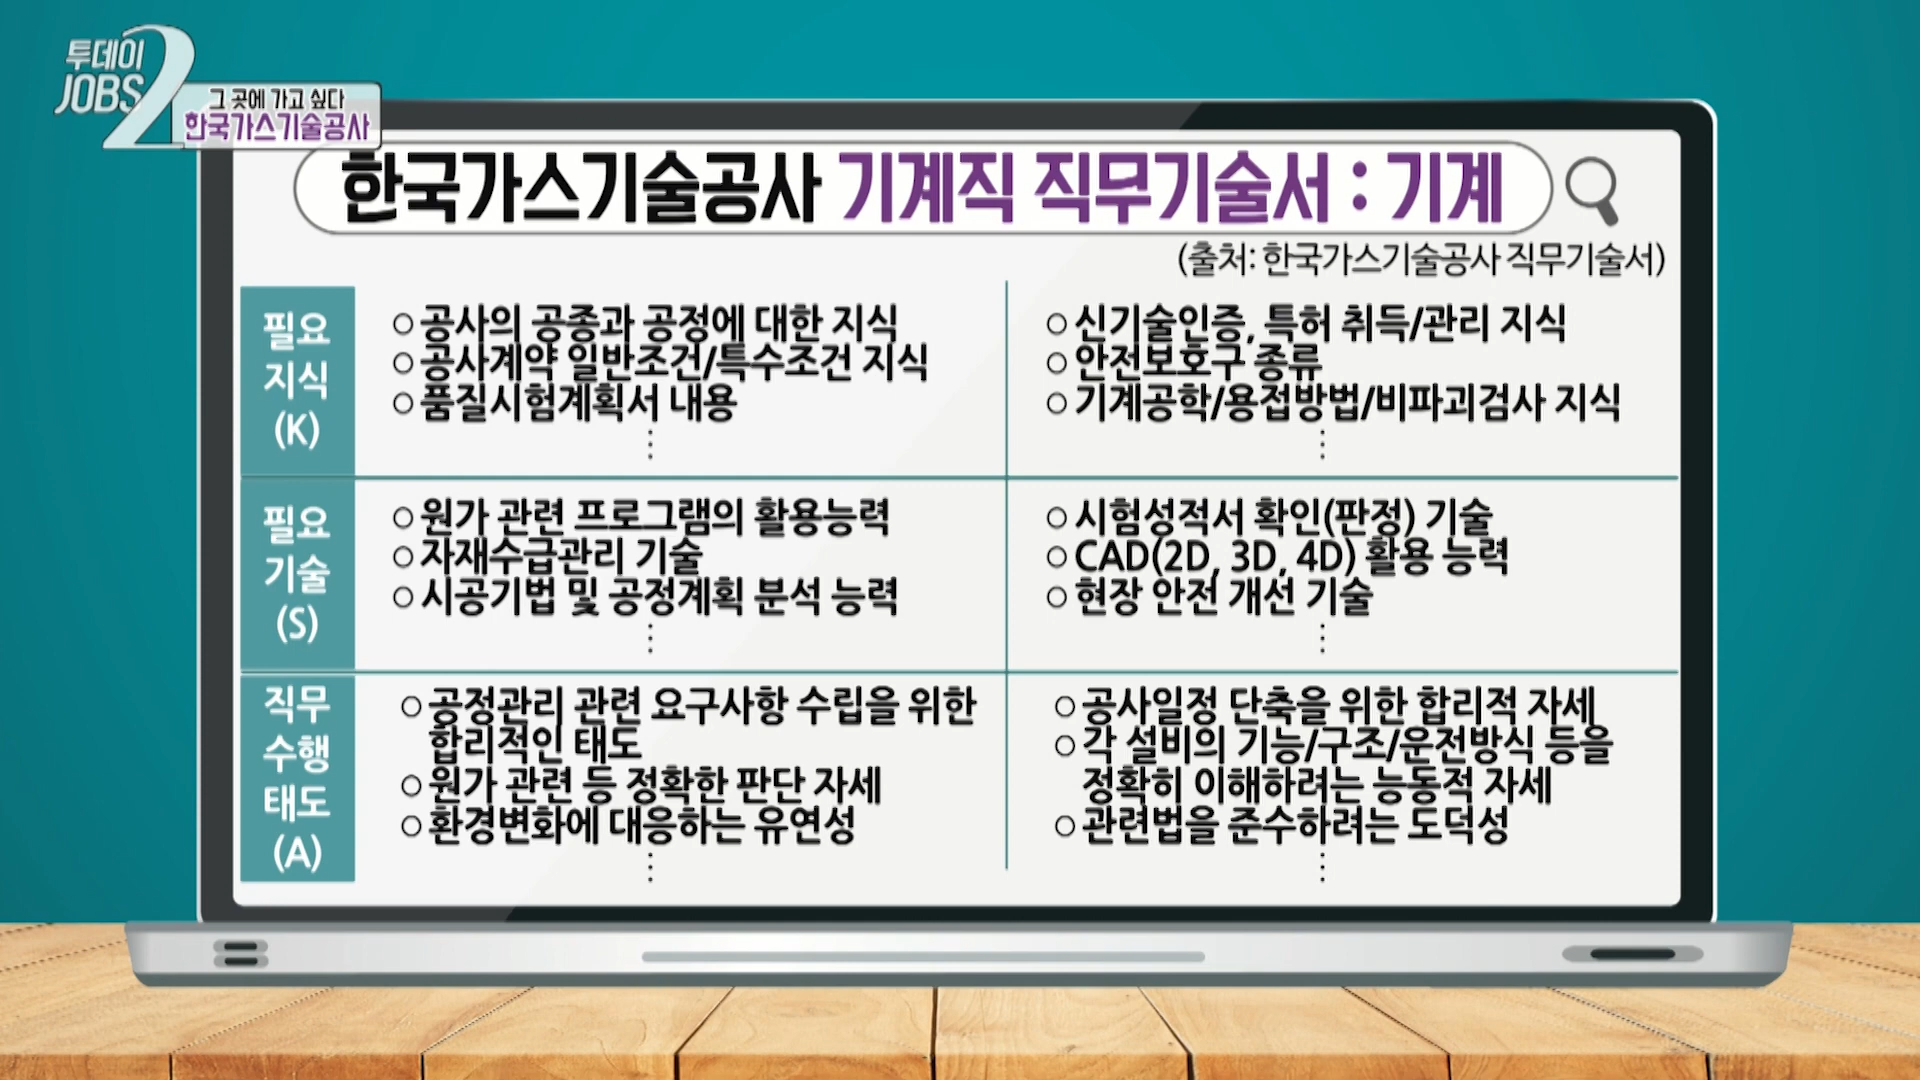 투데이
JOBS 2
그 곳에 가고 싶다
한국가스기술공사
한국가스기술공사 기계직 직무기술서 : 기계
(출처: 한국가스기술공사 직무기술서)
필요
지식
(K)
○ 공사의 공종과 공정에 대한 지식
○ 공사계약 일반조건/특수조건 지식
○ 품질시험계획서 내용
⋮
○ 신기술인증, 특허 취득/관리 지식
○ 안전보호구 종류
○ 기계공학/용접방법/비파괴검사 지식
⋮
필요
기술
(S)
○ 원가 관련 프로그램의 활용능력
○ 자재수급관리 기술
○ 시공기법 및 공정계획 분석 능력
⋮
○ 시험성적서 확인(판정) 기술
○ CAD(2D, 3D, 4D) 활용 능력
○ 현장 안전 개선 기술
⋮
직무
수행
태도
(A)
○ 공정관리 관련 요구사항 수립을 위한
합리적인 태도
○ 원가 관련 등 정확한 판단 자세
○ 환경변화에 대응하는 유연성
⋮
○ 공사일정 단축을 위한 합리적 자세
○ 각 설비의 기능/구조/운전방식 등을
정확히 이해하려는 능동적 자세
○ 관련법을 준수하려는 도덕성
⋮